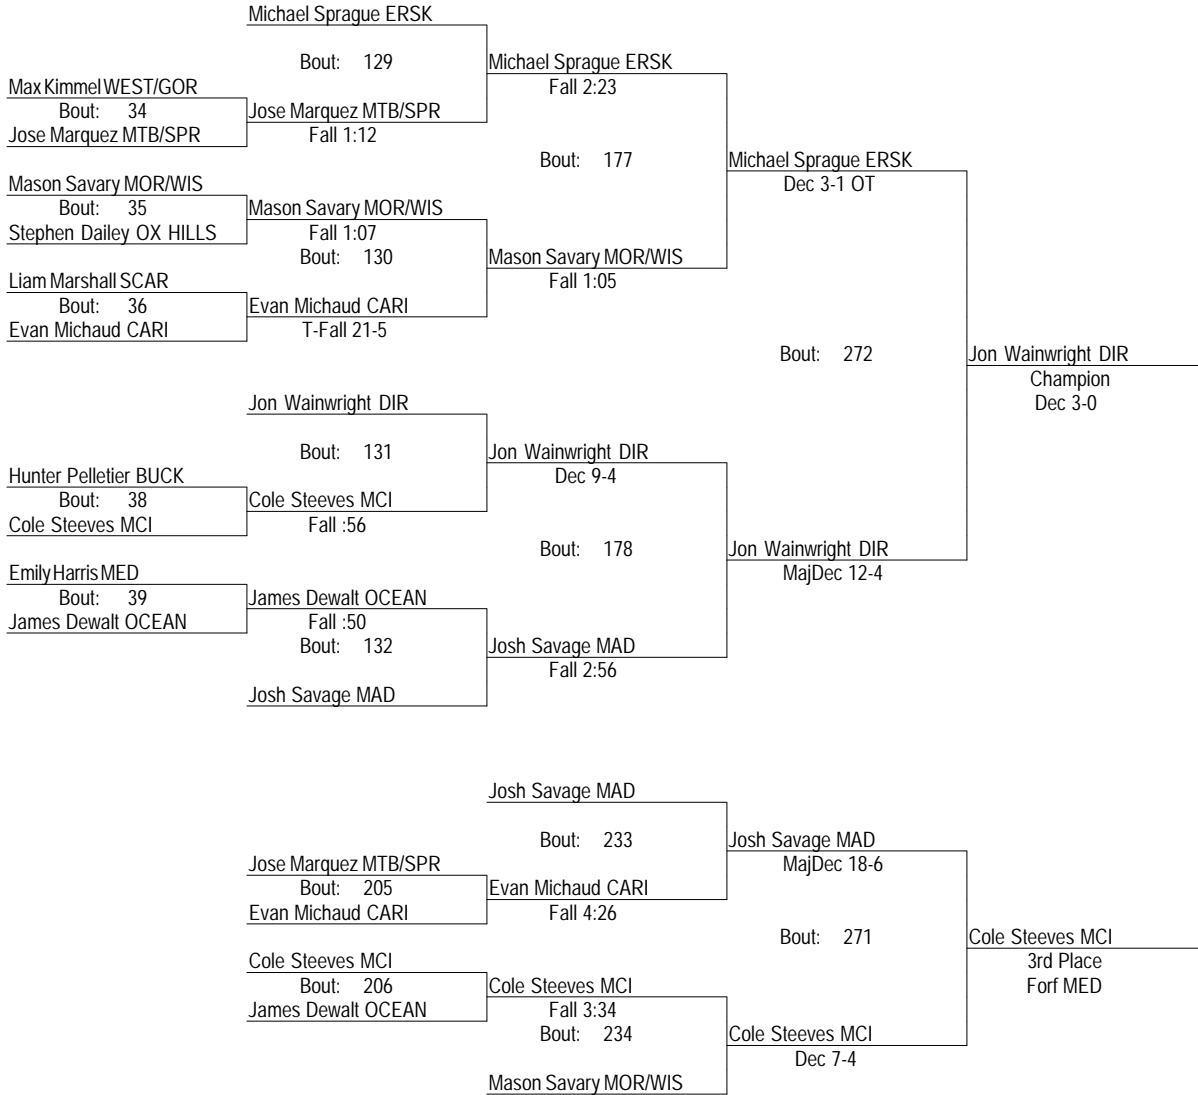 Michael Sprague ERSK
Bout: 129
Michael Sprague ERSK
Fall 2:23
Max Kimmel WEST/GOR
Bout: 34
Jose Marquez MTB/SPR
Jose Marquez MTB/SPR
Fall 1:12
Bout: 177
Michael Sprague ERSK
Dec 3-1 OT
Mason Savary MOR/WIS
Bout: 35
Stephen Dailey OX HILLS
Mason Savary MOR/WIS
Fall 1:07
Bout: 130
Mason Savary MOR/WIS
Fall 1:05
Liam Marshall SCAR
Bout: 36
Evan Michaud CARI
Evan Michaud CARI
T-Fall 21-5
Bout: 272
Jon Wainwright DIR
Champion
Dec 3-0
Jon Wainwright DIR
Bout: 131
Jon Wainwright DIR
Dec 9-4
Hunter Pelletier BUCK
Bout: 38
Cole Steeves MCI
Cole Steeves MCI
Fall :56
Bout: 178
Jon Wainwright DIR
MajDec 12-4
Emily Harris MED
Bout: 39
James Dewalt OCEAN
James Dewalt OCEAN
Fall :50
Bout: 132
Josh Savage MAD
Fall 2:56
Josh Savage MAD
Josh Savage MAD
Bout: 233
Josh Savage MAD
MajDec 18-6
Jose Marquez MTB/SPR
Bout: 205
Evan Michaud CARI
Evan Michaud CARI
Fall 4:26
Bout: 271
Cole Steeves MCI
3rd Place
Forf MED
Cole Steeves MCI
Bout: 206
James Dewalt OCEAN
Cole Steeves MCI
Fall 3:34
Bout: 234
Cole Steeves MCI
Dec 7-4
Mason Savary MOR/WIS